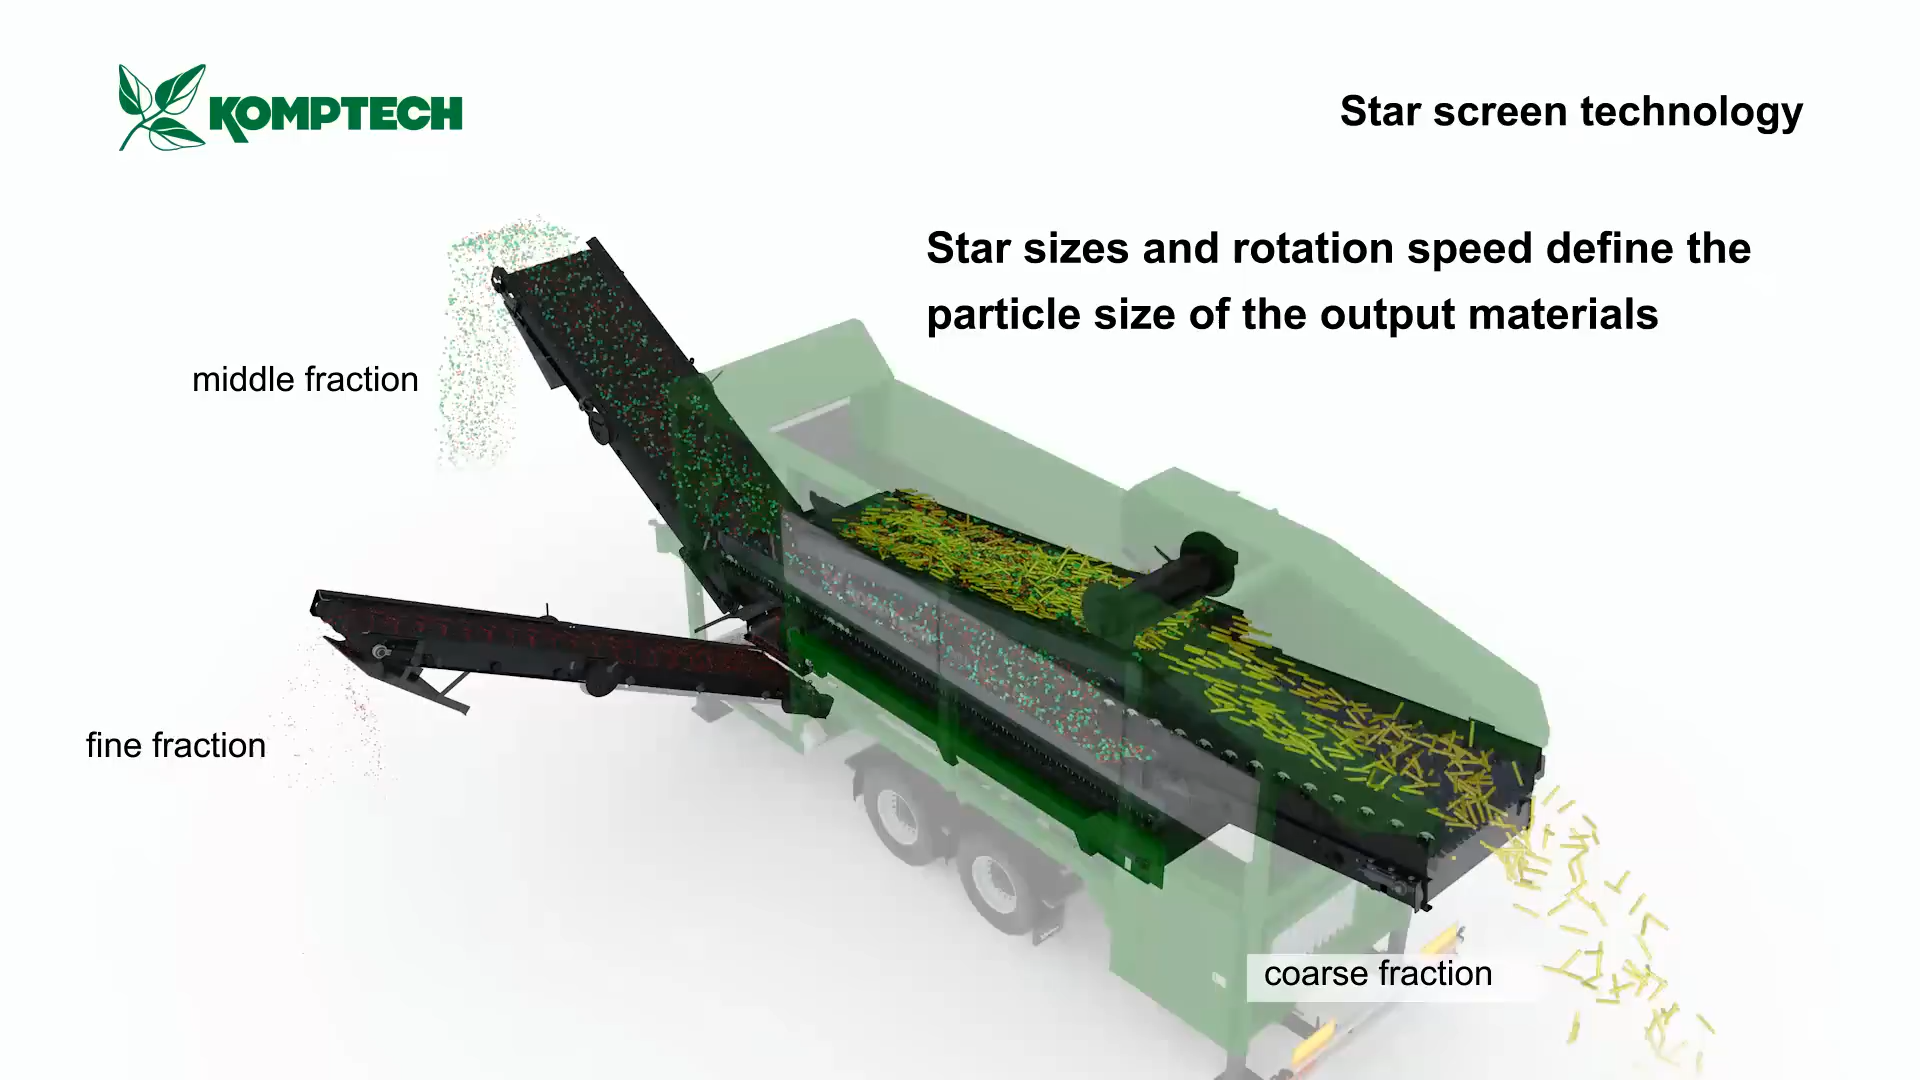 KOMPTECH
Star screen technology
Star sizes and rotation speed define the
particle size of the output materials
middle fraction
fine fraction
coarse fraction